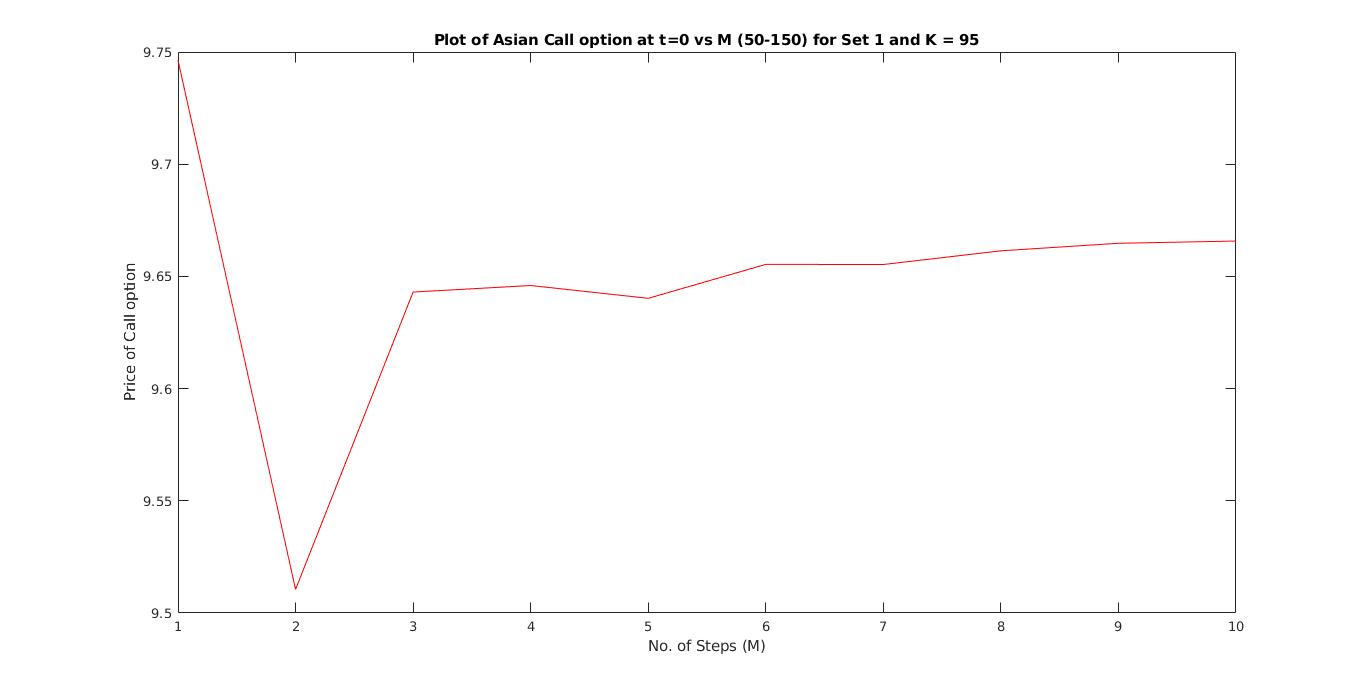 Plot of Asian Call option at t=0 vs M (50-150) for Set 1 and K = 95
9.75
9.7
9.65
9.6
9.55
9.5
Price of Call option
1 2 3 4 5 6 7 8 9 10
No. of Steps (M)